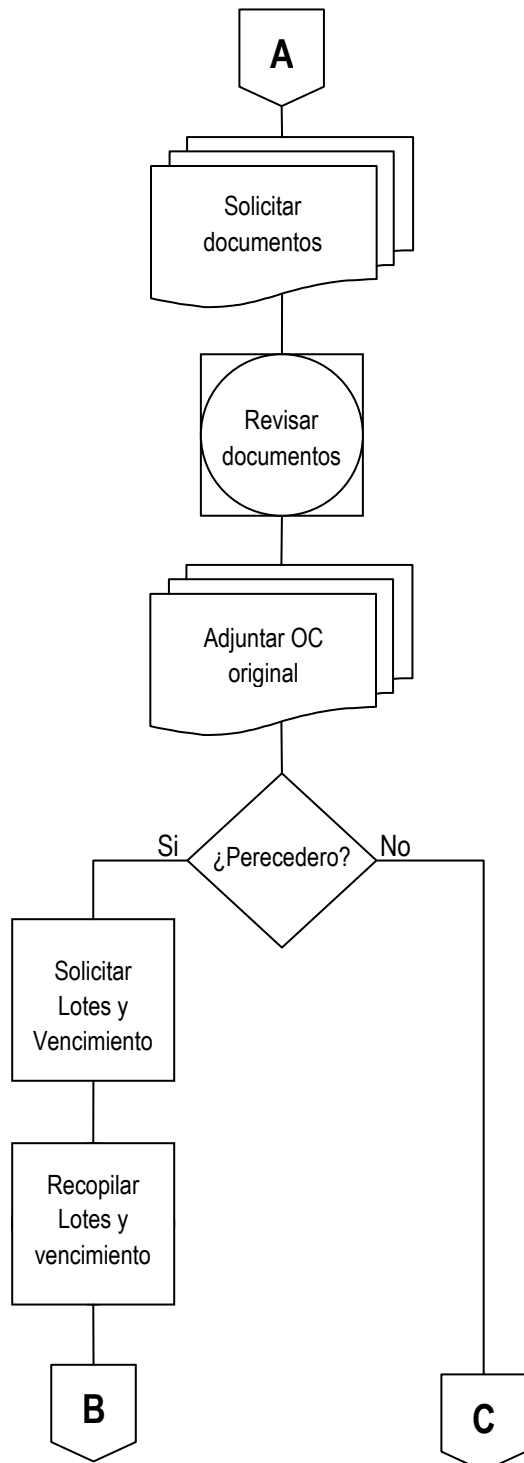 A
Solicitar
documentos
Revisar
documentos
Adjuntar OC
original
Si
¿Perecedero?
No
Solicitar
Lotes y
Vencimiento
Recopilar
Lotes y
vencimiento
B
C